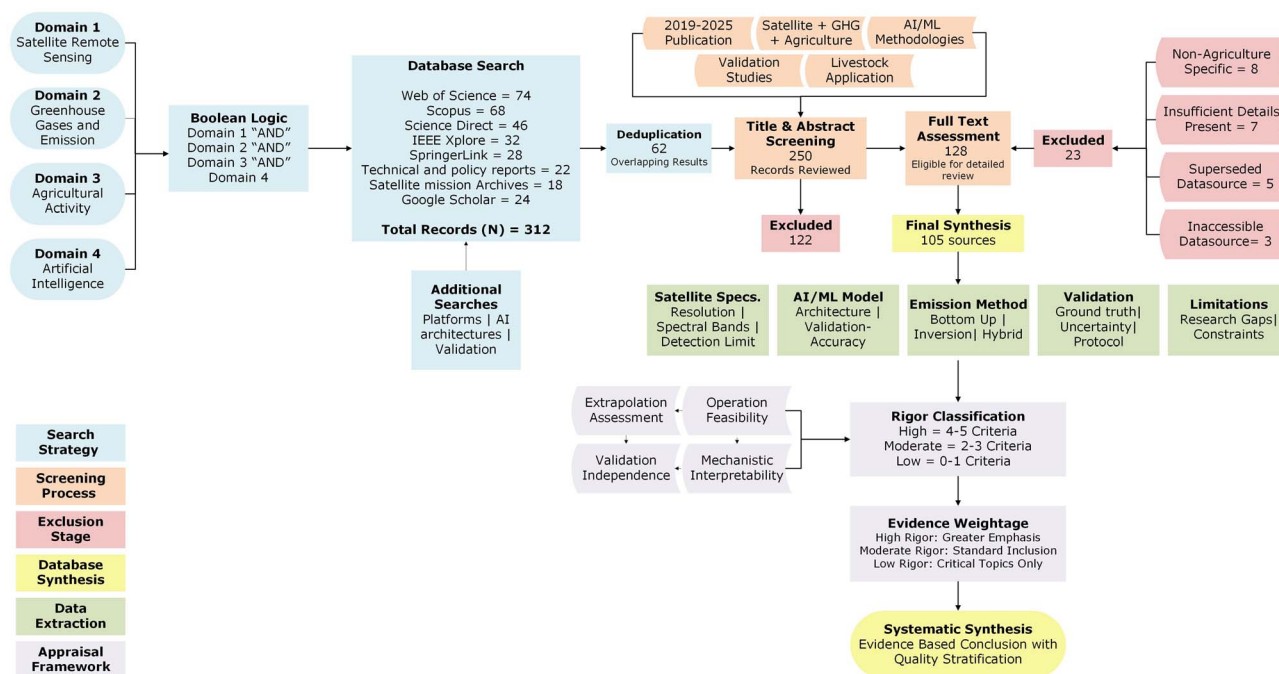 Domain 1
Satellite Remote
Sensing
Domain 2
Greenhouse
Gases and
Emission
Domain 3
Agricultural
Activity
Domain 4
Artificial
Intelligence
Boolean Logic
Domain 1 “AND”
Domain 2 “AND”
Domain 3 “AND”
Domain 4
Database Search
Web of Science = 74
Scopus = 68
Science Direct = 46
IEEE Xplore = 32
SpringerLink = 28
Technical and policy reports = 22
Satellite mission Archives = 18
Google Scholar = 24
Total Records (N) = 312
Additional
Searches
Platforms | AI
architectures |
Validation
Deduplication
62
Overlapping Results
2019-2025
Publication
Satellite + GHG
+ Agriculture
AI/ML
Methodologies
Validation
Studies
Livestock
Application
Title & Abstract
Screening
250
Records Reviewed
Excluded
122
Full Text
Assessment
128
Eligible for detailed
review
Excluded
23
Non-Agriculture
Specific = 8
Insufficient Details
Present = 7
Superseded
Datasource = 5
Inaccessible
Datasource= 3
Final Synthesis
105 sources
Satellite Specs.
Resolution |
Spectral Bands |
Detection Limit
AI/ML Model
Architecture |
Validation-
Accuracy
Emission Method
Bottom Up |
Inversion| Hybrid
Validation
Ground truth|
Uncertainty|
Protocol
Limitations
Research Gaps|
Constraints
Extrapolation
Assessment
Operation
Feasibility
Validation
Independence
Mechanistic
Interpretability
Rigor Classification
High = 4-5 Criteria
Moderate = 2-3 Criteria
Low = 0-1 Criteria
Evidence Weightage
High Rigor: Greater Emphasis
Moderate Rigor: Standard Inclusion
Low Rigor: Critical Topics Only
Systematic Synthesis
Evidence Based Conclusion with
Quality Stratification
Search
Strategy
Screening
Process
Exclusion
Stage
Database
Synthesis
Data
Extraction
Appraisal
Framework